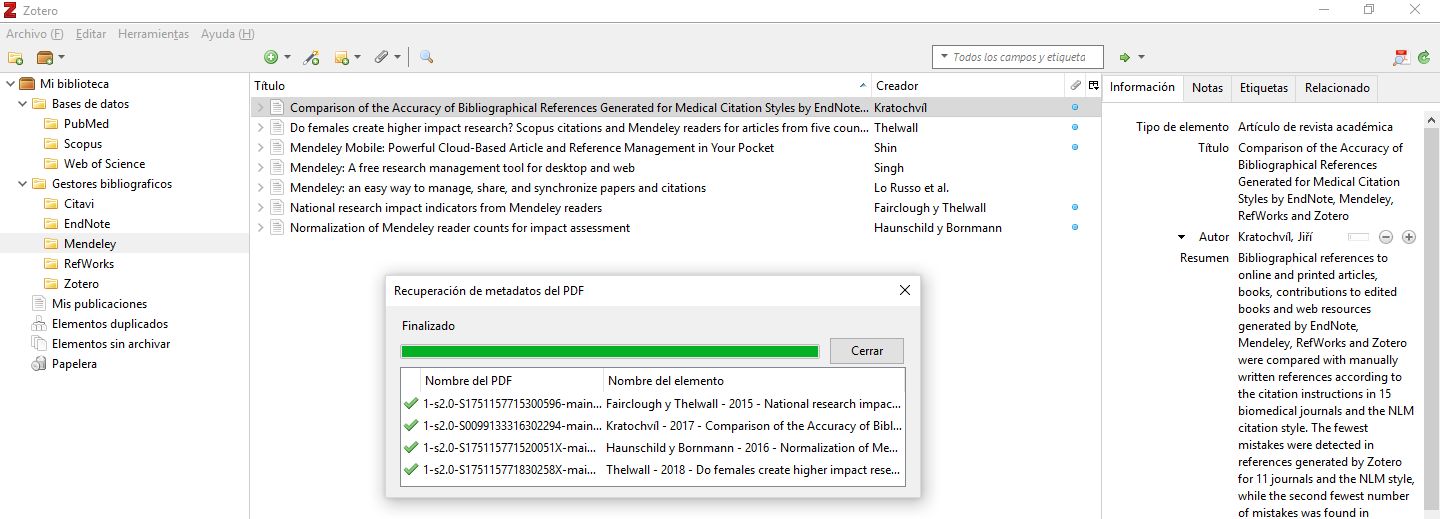 Zotero
Archivo (F) Editar Herramientas Ayuda (H)
Todos los campos y etiqueta
Mi biblioteca
Bases de datos
PubMed
Scopus
Web of Science
Gestores bibliograficos
Citavi
EndNote
Mendeley
RefWorks
Zotero
Mis publicaciones
Elementos duplicados
Elementos sin archivar
Papelera
Título Creador
Comparison of the Accuracy of Bibliographical References Generated for Medical Citation Styles by EndNote... Kratochvíl
Do females create higher impact research? Scopus citations and Mendeley readers for articles from five coun... Thelwall
Mendeley Mobile: Powerful Cloud-Based Article and Reference Management in Your Pocket Shin
Mendeley: A free research management tool for desktop and web Singh
Mendeley: an easy way to manage, share, and synchronize papers and citations Lo Russo et al.
National research impact indicators from Mendeley readers Fairclough y Thelwall
Normalization of Mendeley reader counts for impact assessment Haunschild y Bornmann
Recuperación de metadatos del PDF
Finalizado
Cerrar
Nombre del PDF Nombre del elemento
1-s2.0-S1751157715300596-main... Fairclough y Thelwall - 2015 - National research impac...
1-s2.0-S0099133316302294-main... Kratochvíl - 2017 - Comparison of the Accuracy of Bibl...
1-s2.0-S175115771520051X-mai... Haunschild y Bornmann - 2016 - Normalization of Me...
1-s2.0-S175115771830258X-mai... Thelwall - 2018 - Do females create higher impact rese...
Información Notas Etiquetas Relacionado
Tipo de elemento Artículo de revista académica
Título Comparison of the Accuracy of
Bibliographical References
Generated for Medical Citation
Styles by EndNote, Mendeley,
RefWorks and Zotero
Autor Kratochvíl, Jiří
Resumen Bibliographical references to
online and printed articles,
books, contributions to edited
books and web resources
generated by EndNote,
Mendeley, RefWorks and Zotero
were compared with manually
written references according to
the citation instructions in 15
biomedical journals and the NLM
citation style. The fewest
mistakes were detected in
references generated by Zotero
for 11 journals and the NLM style,
while the second fewest number
of mistakes was found in